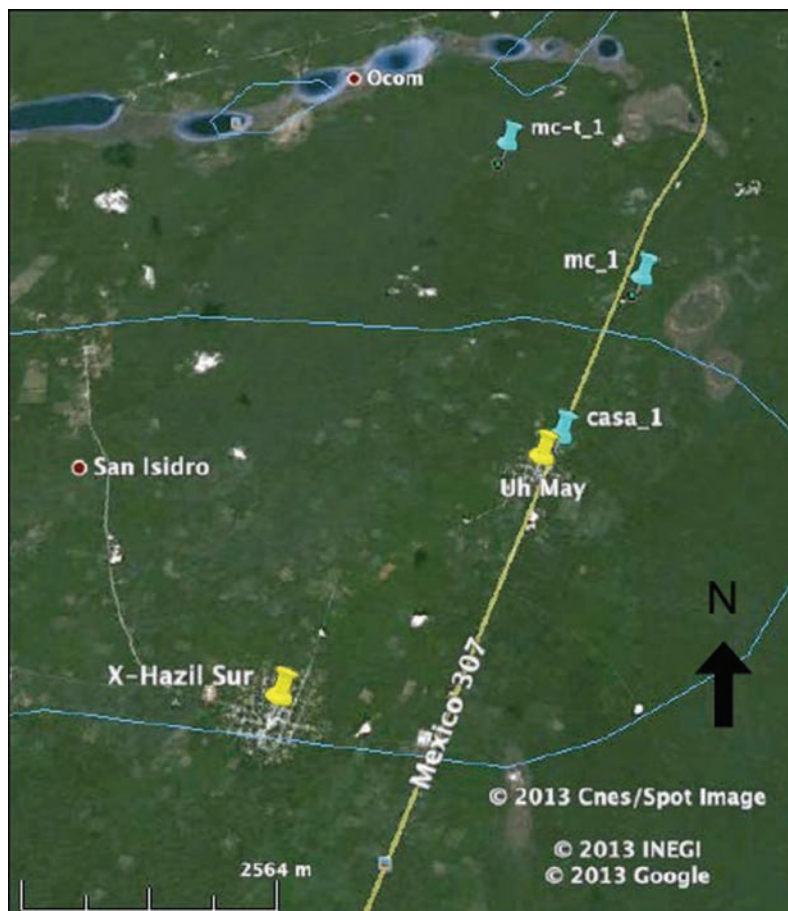 Ocom
mc-t_1
mc_1
casa_1
Uh May
San Isidro
N
X-Hazil Sur
Mexico 307
© 2013 Cnes/Spot Image
© 2013 INEGI
© 2013 Google
2564 m